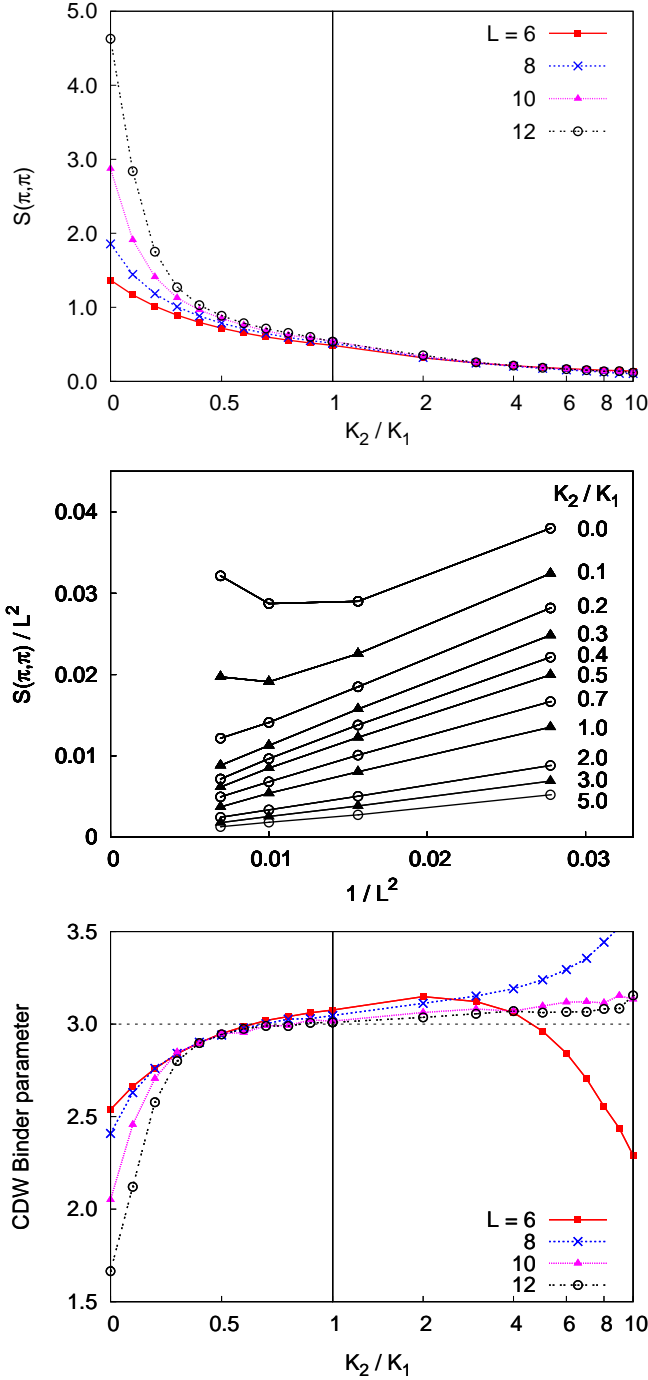 5.0
4.0
3.0
2.0
1.0
0.0
S(π,π)
L = 6
8
10
12
0 0.5 1 2 4 6 8 10
K2 / K1
0.04
0.03
0.02
0.01
0
S(π,π) / L2
K2 / K1
0.0
0.1
0.2
0.3
0.4
0.5
0.7
1.0
2.0
3.0
5.0
0 0.01 0.02 0.03
1 / L2
3.5
3.0
2.5
2.0
1.5
CDW Binder parameter
L = 6
8
10
12
0 0.5 1 2 4 6 8 10
K2 / K1